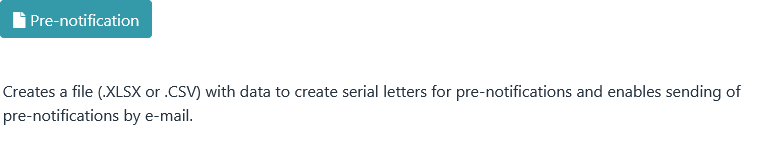 Pre-notification
Creates a file (.XLSX or .CSV) with data to create serial letters for pre-notifications and enables sending of
pre-notifications by e-mail.